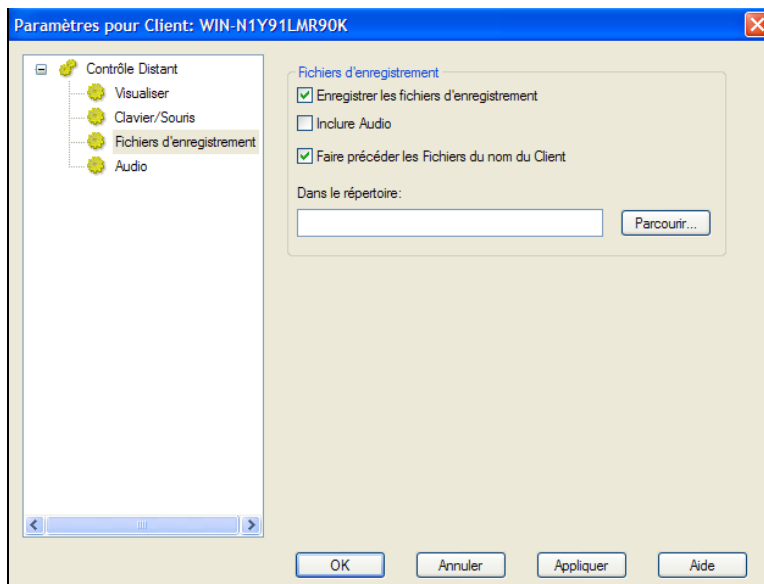 Paramètres pour Client: WIN-N1Y91LMR90K
Contrôle Distant
Visualiser
Clavier/Souris
Fichiers d'enregistrement
Audio
Fichiers d'enregistrement
Enregistrer les fichiers d'enregistrement
Inclure Audio
Faire précéder les Fichiers du nom du Client
Dans le répertoire:
Parcourir...
OK Annuler Appliquer Aide